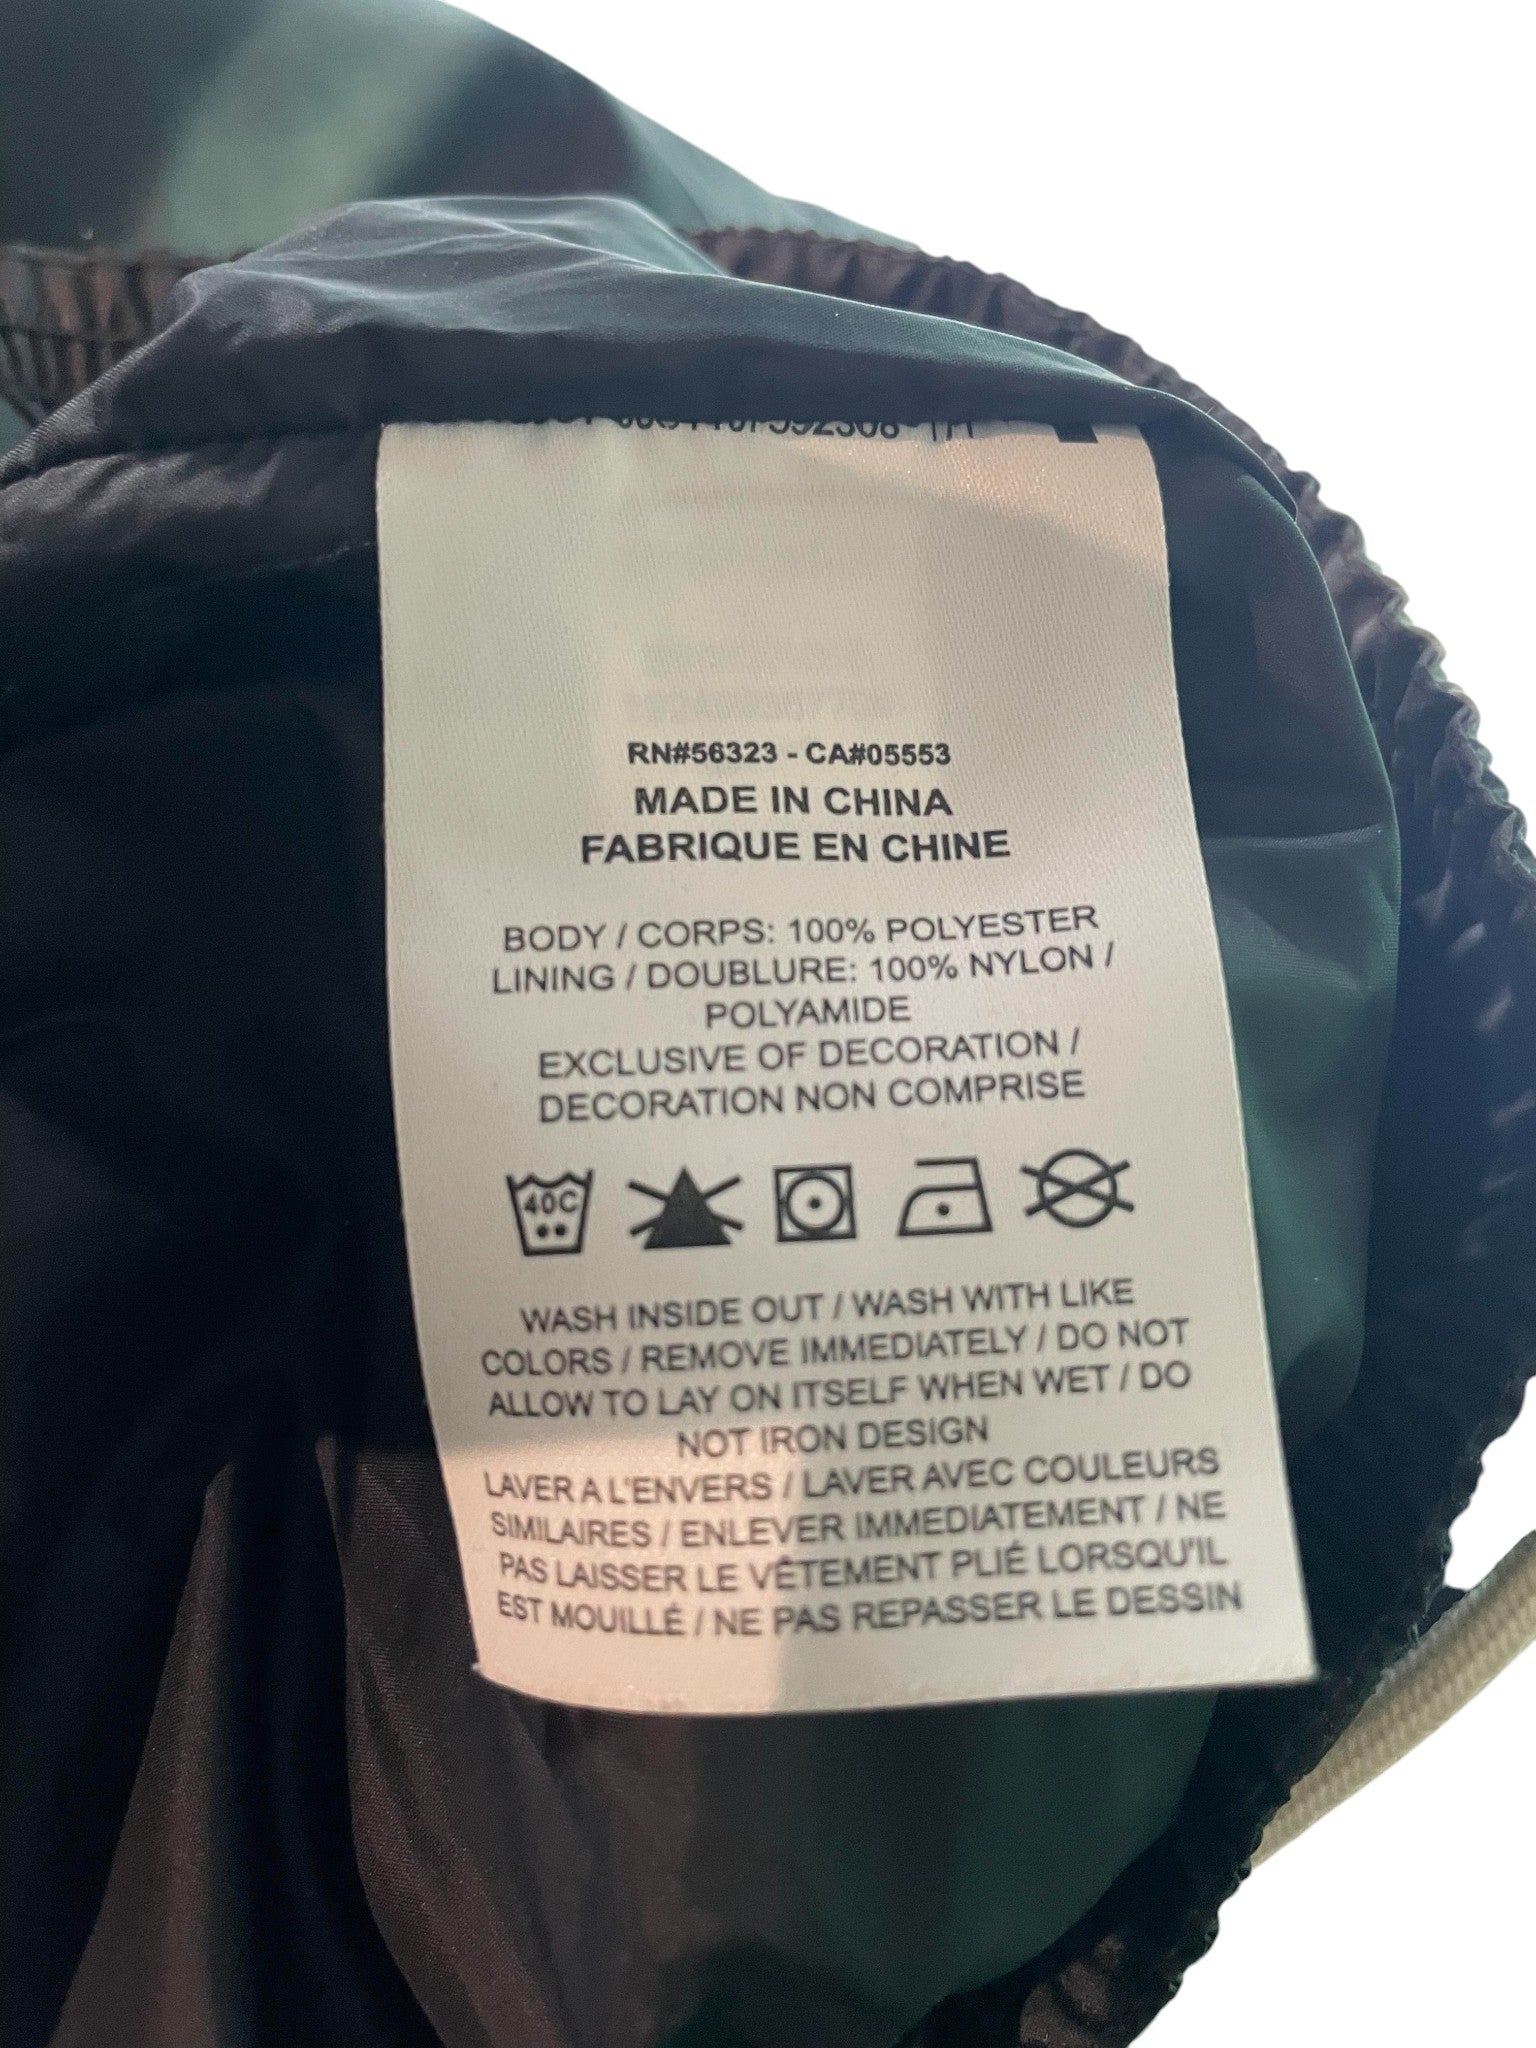 RN#56323 - CA#05553
MADE IN CHINA
FABRIQUE EN CHINE
BODY / CORPS: 100% POLYESTER
LINING / DOUBLURE: 100% NYLON /
POLYAMIDE
EXCLUSIVE OF DECORATION /
DECORATION NON COMPRISE
40C
WASH INSIDE OUT / WASH WITH LIKE
COLORS / REMOVE IMMEDIATELY / DO NOT
ALLOW TO LAY ON ITSELF WHEN WET / DO
NOT IRON DESIGN
LAVER A L'ENVERS / LAVER AVEC COULEURS
SIMILAIRES / ENLEVER IMMEDIATEMENT / NE
PAS LAISSER LE VÊTEMENT PLIÉ LORSQU'IL
EST MOUILLÉ / NE PAS REPASSER LE DESSIN